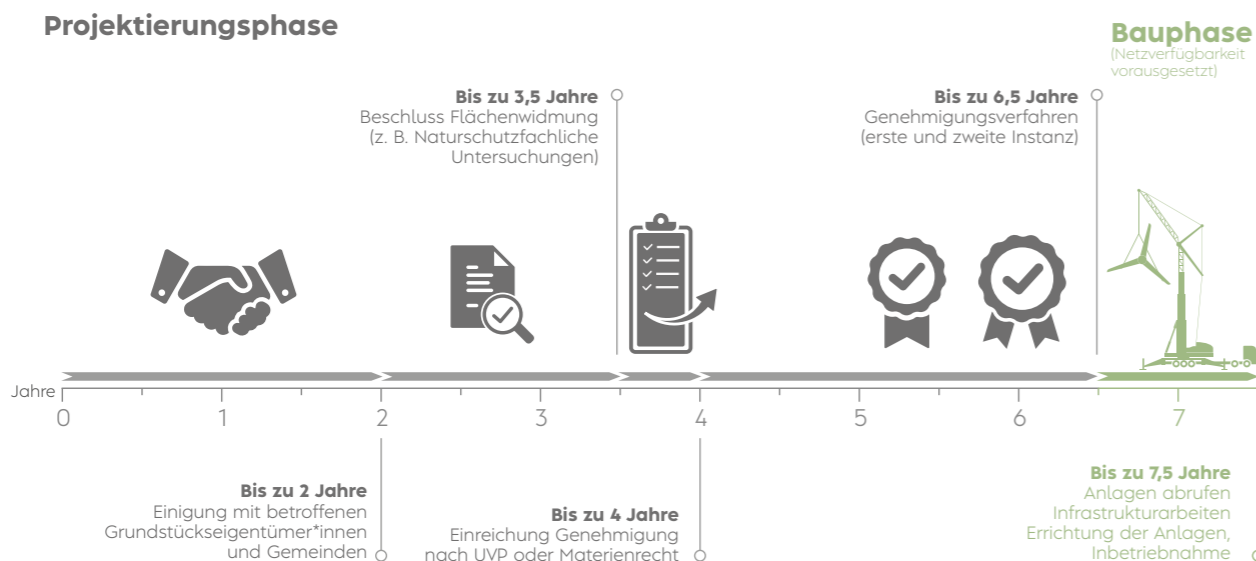 Projektierungsphase
Bauphase
(Netzverfügbarkeit
vorausgesetzt)
Bis zu 3,5 Jahre
Beschluss Flächenwidmung
(z. B. Naturschutzfachliche
Untersuchungen)
Bis zu 6,5 Jahre
Genehmigungsverfahren
(erste und zweite Instanz)
Jahre
0 1 2 3 4 5 6 7
Bis zu 2 Jahre
Einigung mit betroffenen
Grundstückseigentümer*innen
und Gemeinden
Bis zu 4 Jahre
Einreichung Genehmigung
nach UVP oder Materienrecht
Bis zu 7,5 Jahre
Anlagen abrufen
Infrastrukturarbeiten
Errichtung der Anlagen,
Inbetriebnahme